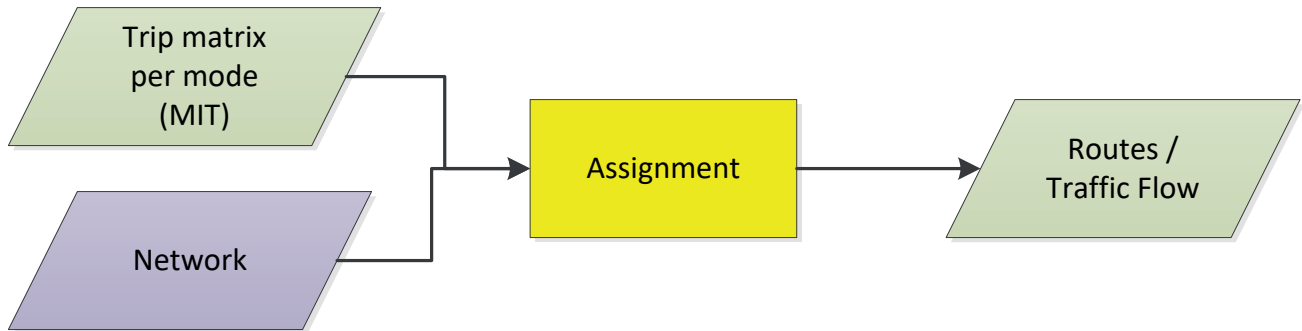 Trip matrix
per mode
(MIT)
Network
Assignment
Routes /
Traffic Flow